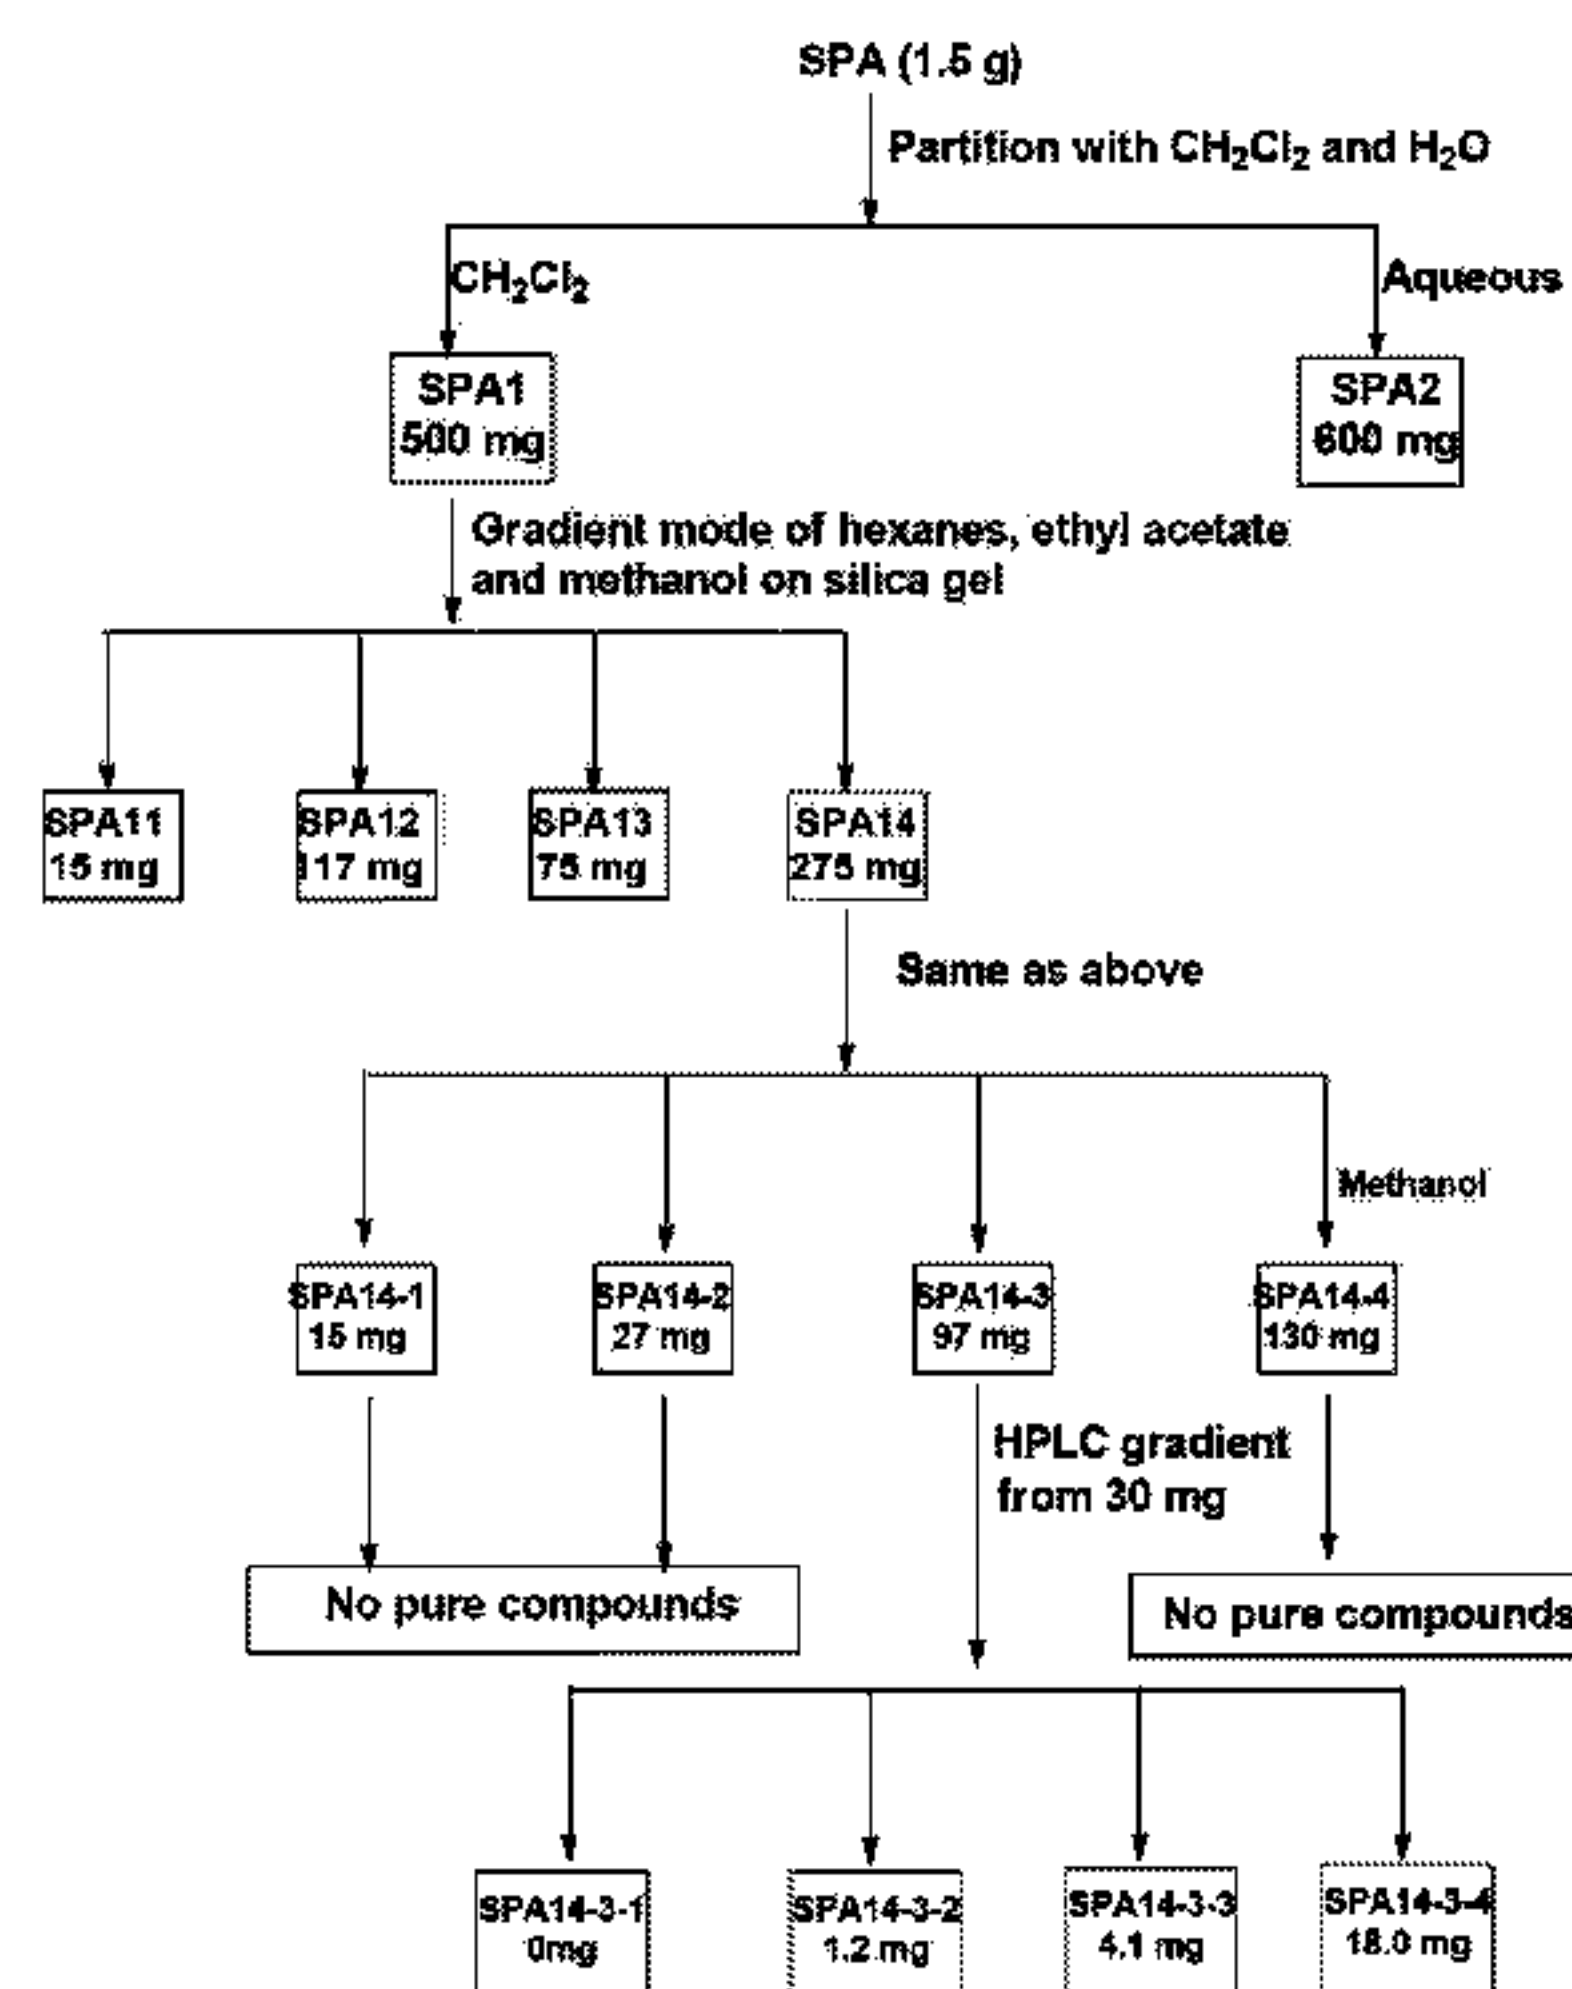 SPA (1.5 g)
Partition with CH₂Cl₂ and H₂O
CH₂Cl₂
Aqueous
SPA1
500 mg
SPA2
600 mg
Gradient mode of hexanes, ethyl acetate
and methanol on silica gel
SPA11
15 mg
SPA12
117 mg
SPA13
75 mg
SPA14
275 mg
Same as above
Methanol
SPA14-1
15 mg
SPA14-2
27 mg
SPA14-3
97 mg
SPA14-4
130 mg
HPLC gradient
from 30 mg
No pure compounds
No pure compounds
SPA14-3-1
0mg
SPA14-3-2
1.2 mg
SPA14-3-3
4.1 mg
SPA14-3-4
18.0 mg